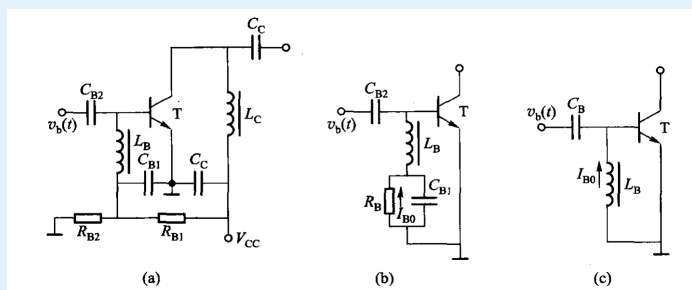 C_C
C_B2
v_b(t)
T
L_B
L_C
C_B1
C_C
R_B2
R_B1
V_CC
(a)
C_B2
v_b(t)
T
L_B
R_B
C_B1
I_B0
(b)
v_b(t)
C_B
T
I_B0
L_B
(c)